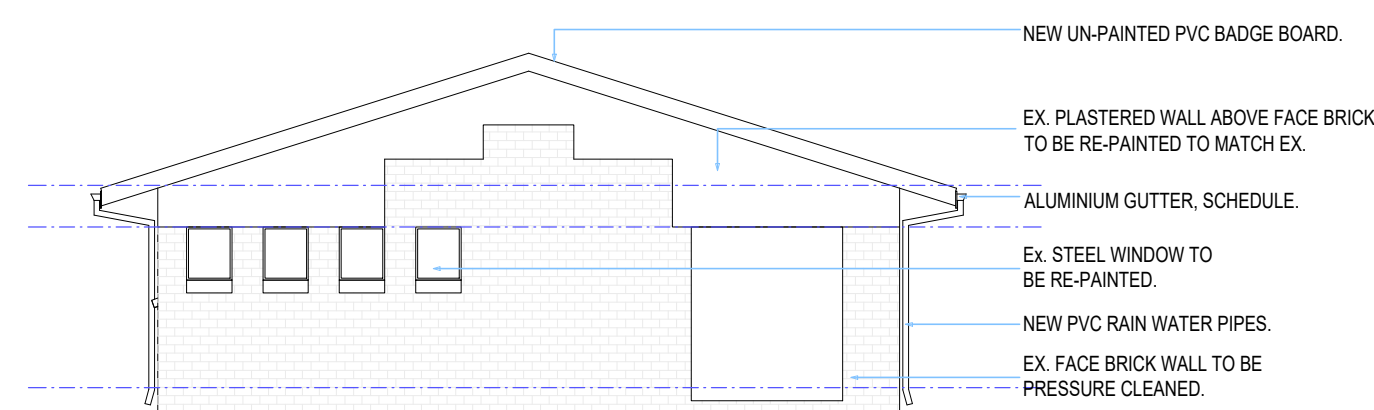 NEW UN-PAINTED PVC BADGE BOARD.
EX. PLASTERED WALL ABOVE FACE BRICK
TO BE RE-PAINTED TO MATCH EX.
ALUMINIUM GUTTER, SCHEDULE.
Ex. STEEL WINDOW TO
BE RE-PAINTED.
NEW PVC RAIN WATER PIPES.
EX. FACE BRICK WALL TO BE
PRESSURE CLEANED.